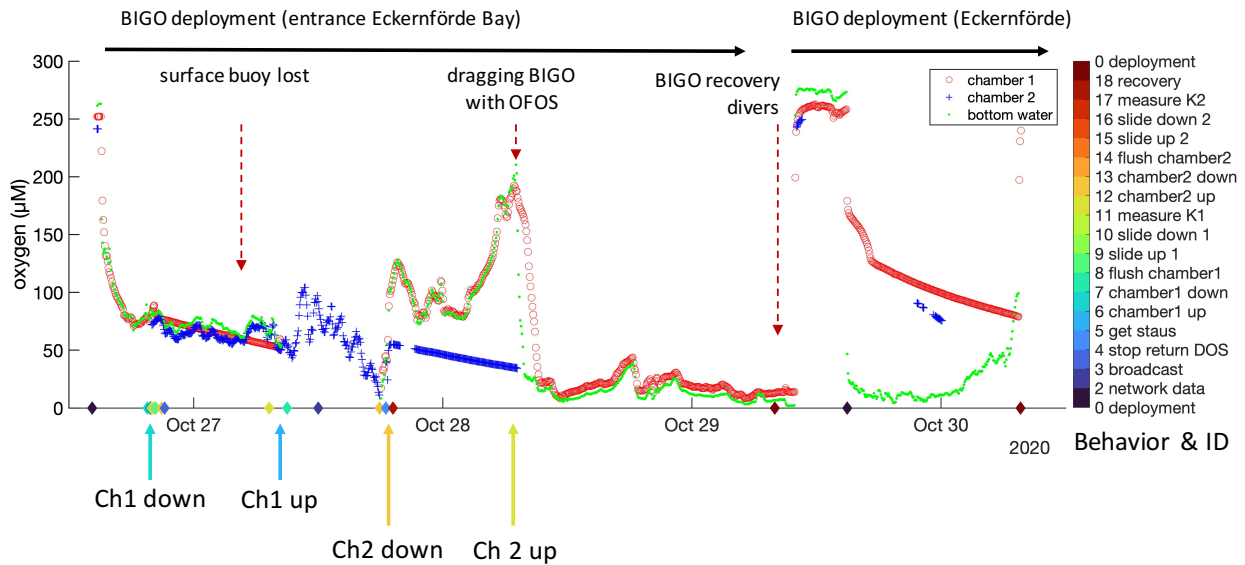 BIGO deployment (entrance Eckernförde Bay)
BIGO deployment (Eckernförde)
surface buoy lost
dragging BIGO
with OFOS
BIGO recovery
divers
chamber 1
chamber 2
bottom water
oxygen (µM)
300
250
200
150
100
50
0
Oct 27
Oct 28
Oct 29
Oct 30
2020
0 deployment
18 recovery
17 measure K2
16 slide down 2
15 slide up 2
14 flush chamber2
13 chamber2 down
12 chamber2 up
11 measure K1
10 slide down 1
9 slide up 1
8 flush chamber1
7 chamber1 down
6 chamber1 up
5 get staus
4 stop return DOS
3 broadcast
2 network data
0 deployment
Behavior & ID
Ch1 down
Ch1 up
Ch2 down
Ch 2 up